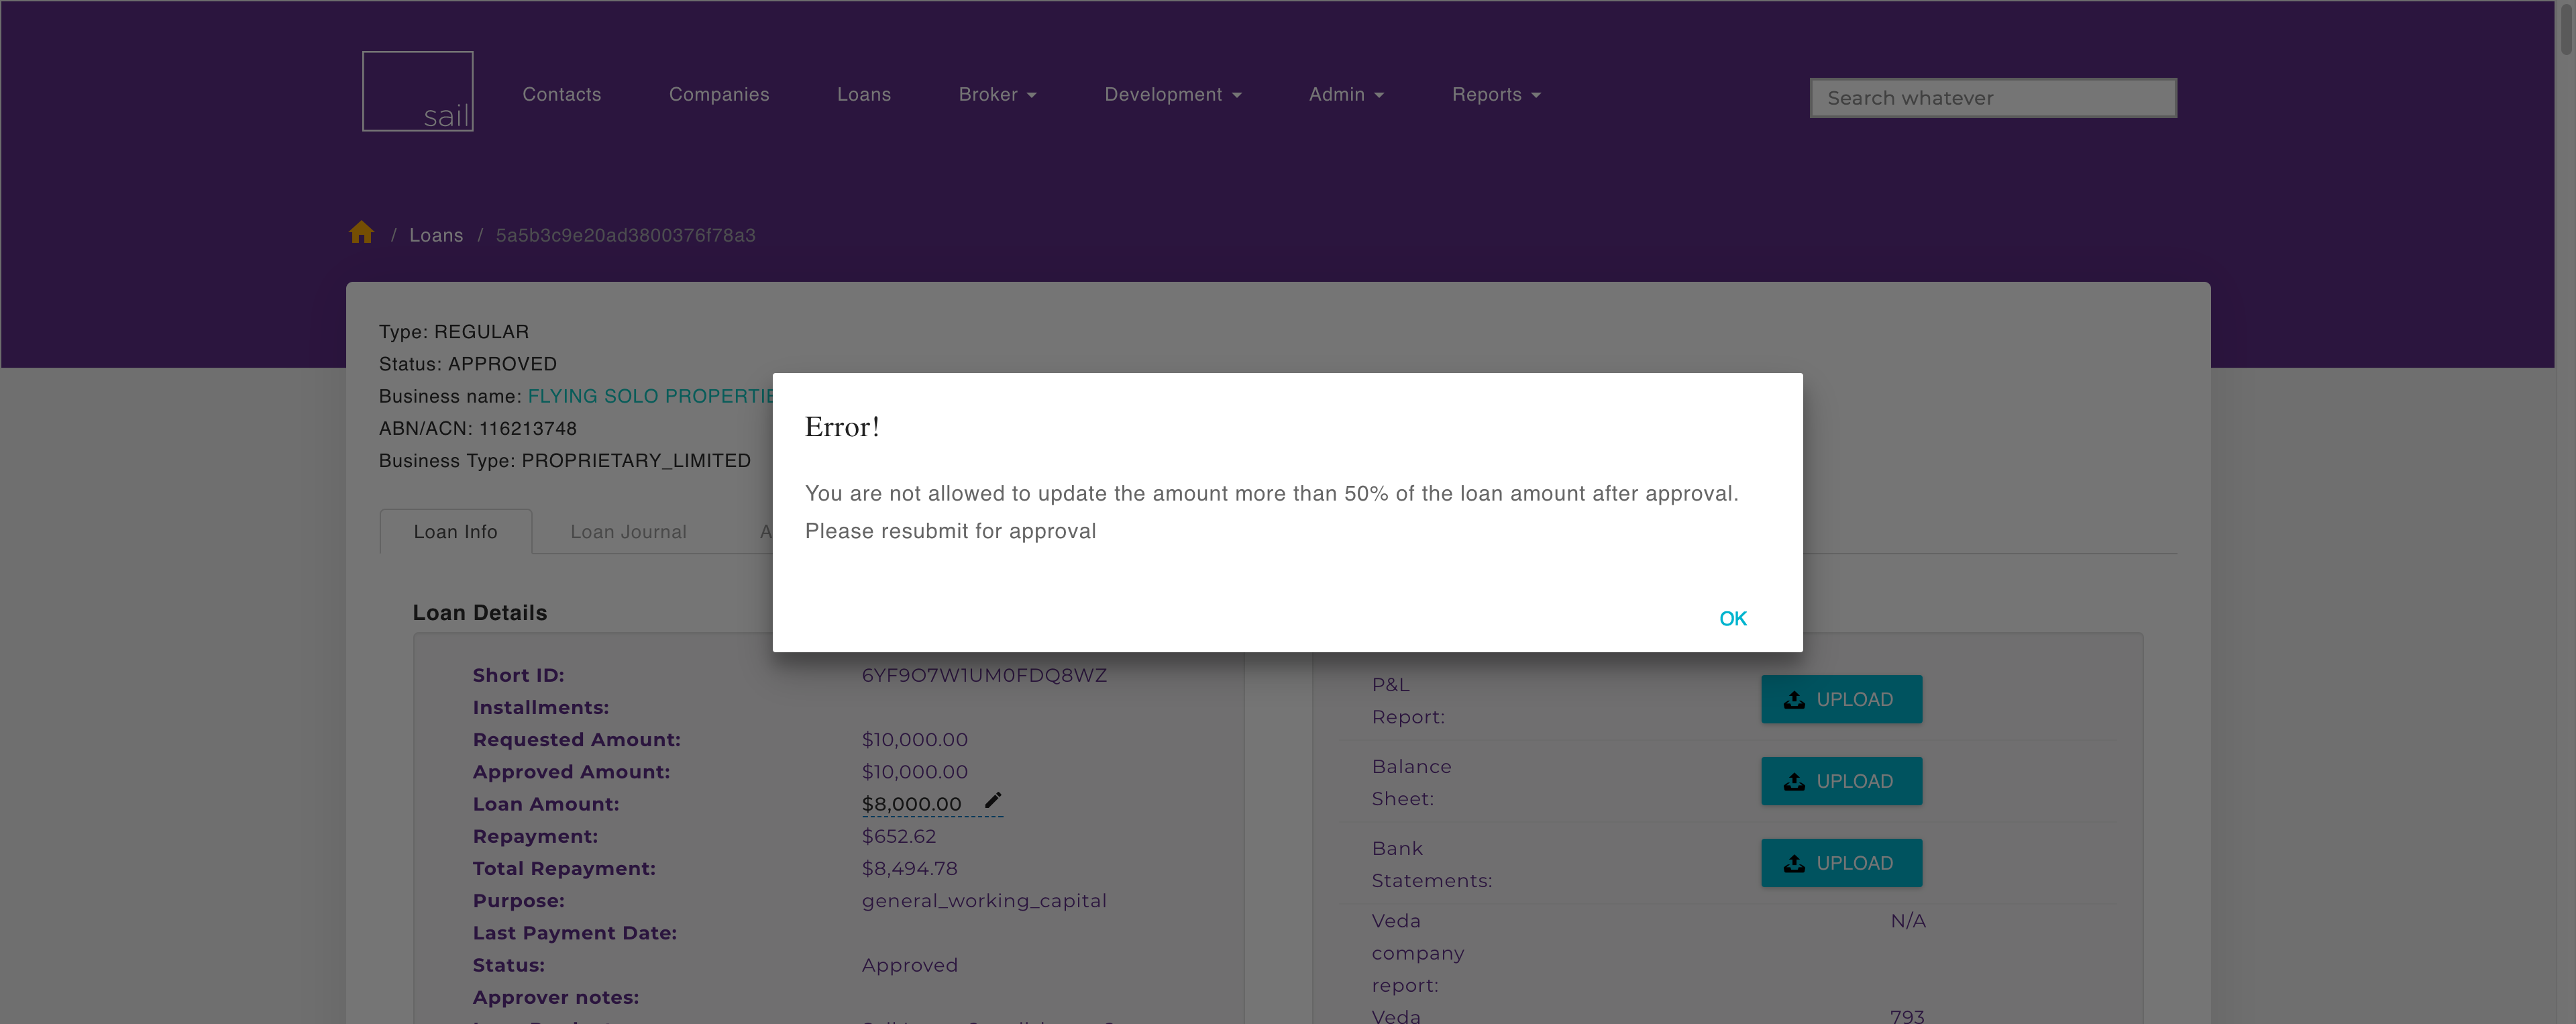 sail
Contacts Companies Loans Broker Development Admin Reports
Search whatever
/ Loans / 5a5b3c9e20ad3800376f78a3
Type: REGULAR
Status: APPROVED
Business name: FLYING SOLO
ABN/ACN: 116213748
Business Type: PROPRIETARY_LIMITED
Error!
You are not allowed to update the amount more than 50% of the loan amount after approval.
Please resubmit for approval
OK
Loan Info Loan Journal
Loan Details
Short ID: 6YF9O7W1UM0FDQ8WZ
Installments:
Requested Amount: $10,000.00
Approved Amount: $10,000.00
Loan Amount: $8,000.00
Repayment: $652.62
Total Repayment: $8,494.78
Purpose: general_working_capital
Last Payment Date:
Status: Approved
Approver notes:
P&L
Report:
UPLOAD
Balance
Sheet:
UPLOAD
Bank
Statements:
UPLOAD
Veda
company
report:
N/A
Veda 793